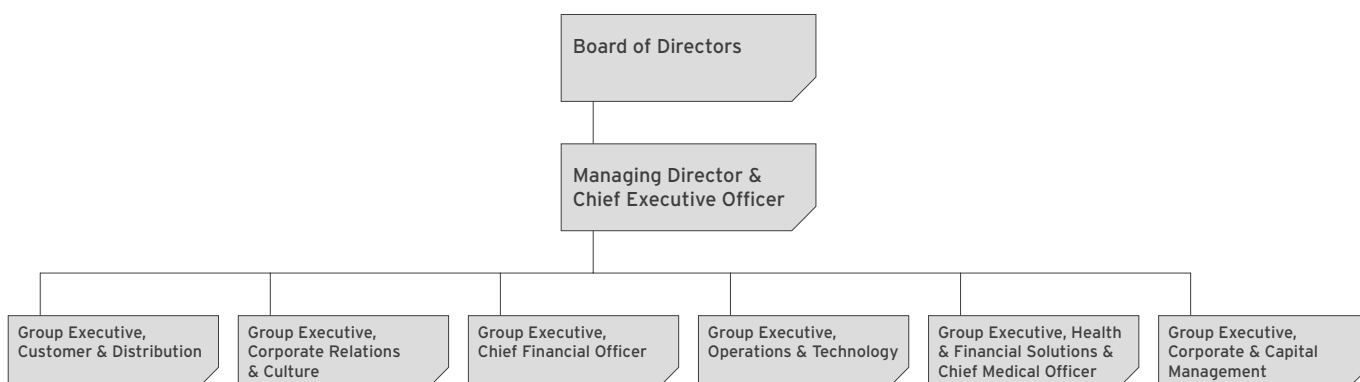 Board of Directors
Managing Director &
Chief Executive Officer
Group Executive,
Customer & Distribution
Group Executive,
Corporate Relations
& Culture
Group Executive,
Chief Financial Officer
Group Executive,
Operations & Technology
Group Executive, Health
& Financial Solutions &
Chief Medical Officer
Group Executive,
Corporate & Capital
Management